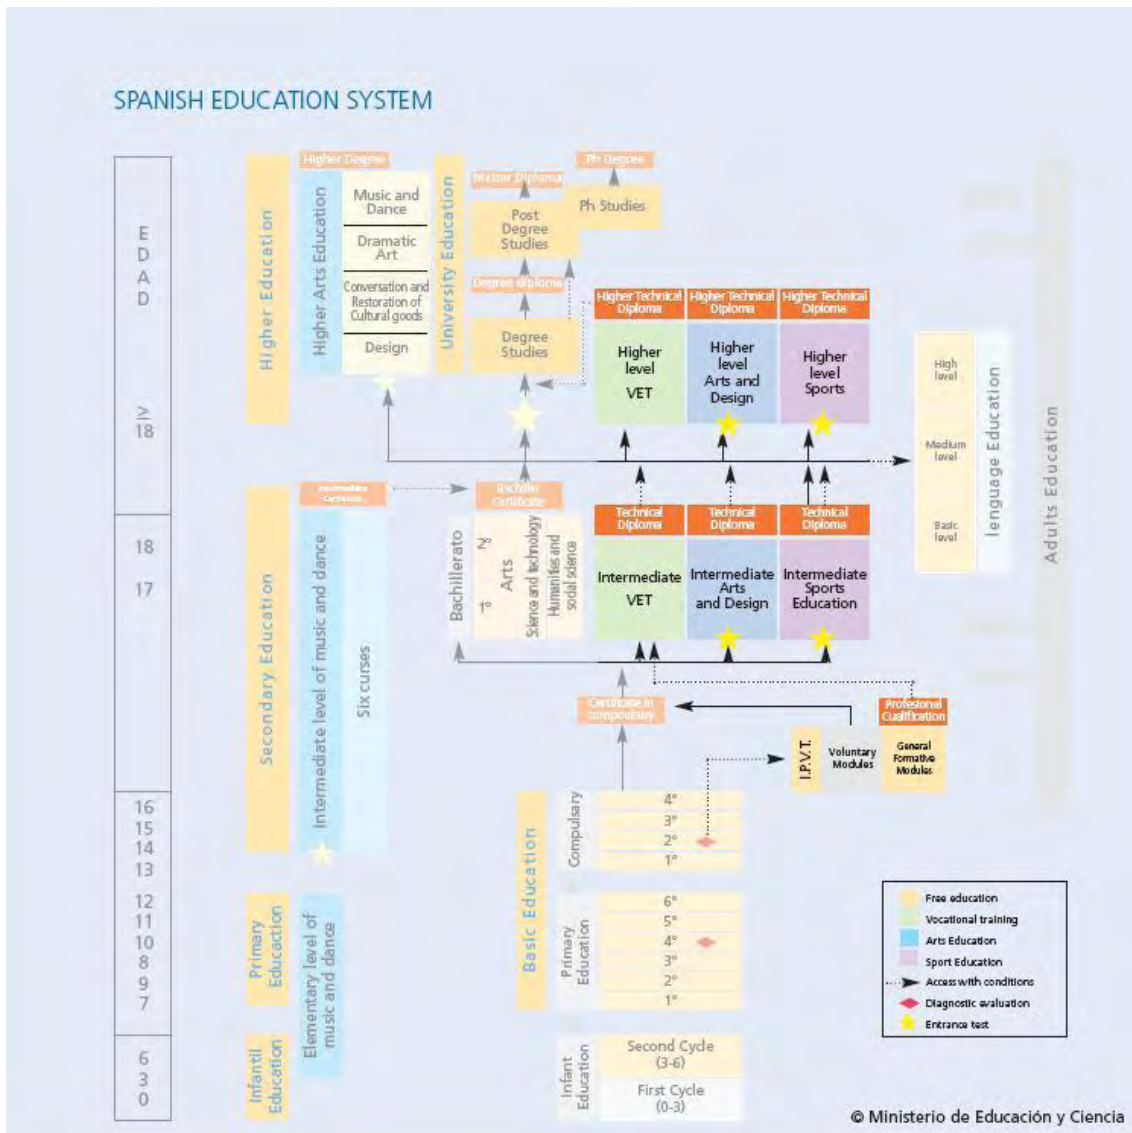 SPANISH EDUCATION SYSTEM
E
D
A
D
≥
18
18
17
16
15
14
13
12
11
10
8
9
7
6
3
0
Higher Education
Secondary Education
Primary
Educaction
Infantil
Education
Higher Degree
Higher Arts Education
Music and
Dance
Dramatic
Art
Conversation and
Restoration of
Cultural goods
Design
University Education
Master Diploma
Post
Degree
Studies
Degree diploma
Degree
Studies
Ph Degree
Ph Studies
Higher Technical
Diploma
Higher
level
VET
Higher Technical
Diploma
Higher
level
Arts and
Design
Higher Technical
Diploma
Higher
level
Sports
High
level
Medium
level
Basic
level
lenguage Education
Adults Education
Intermediate level of music and dance
Six curses
Bachiller
Certificate
Bachillerato
2º
1º
Arts
Science and technology
Humanities and
social science
Technical
Diploma
Intermediate
VET
Technical
Diploma
Intermediate
Arts
and Design
Technical
Diploma
Intermediate
Sports
Education
Certificate in
compulsary
Profesional
Cualification
I.P.V.T.
Voluntary
Modules
General
Formative
Modules
Basic Education
Compulsary
4º
3º
2º
1º
Primary
Education
6º
5º
4º
3º
2º
1º
Elementary level of
music and dance
Infant
Education
Second Cycle
(3-6)
First Cycle
(0-3)
Free education
Vocational training
Arts Education
Sport Education
Access with conditions
Diagnostic evaluation
Entrance test
© Ministerio de Educación y Ciencia